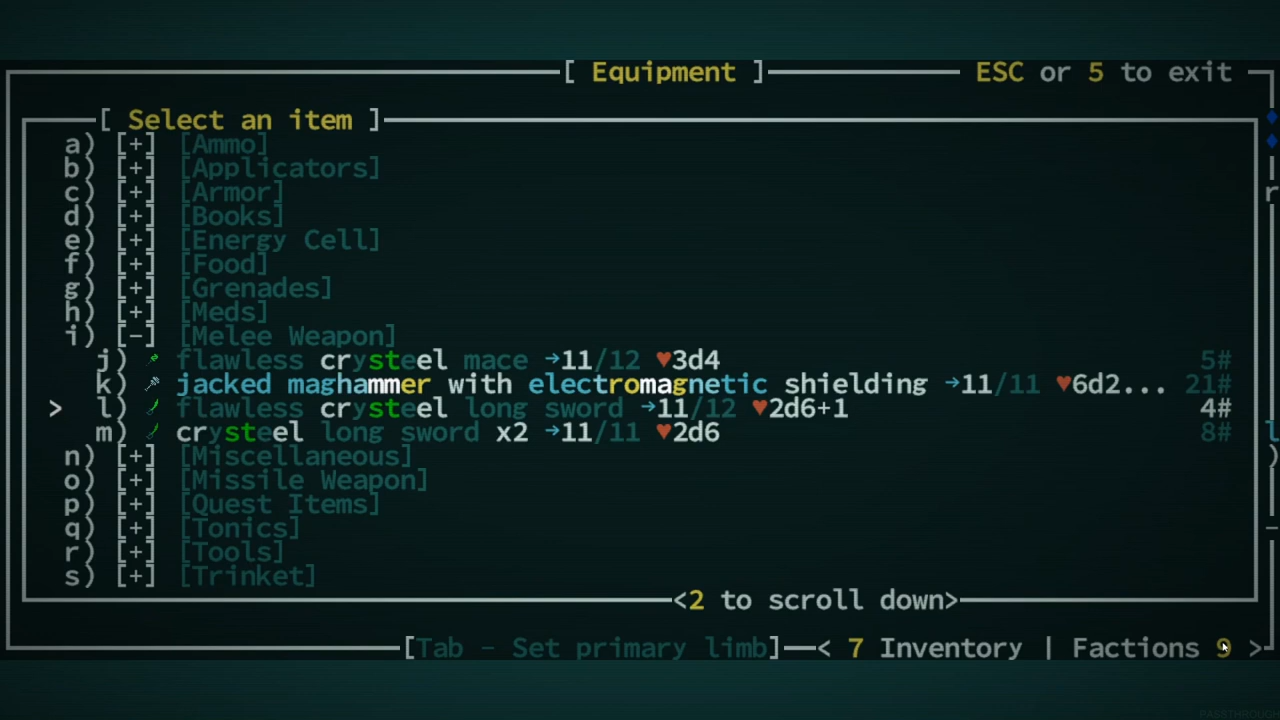 [ Equipment ] ESC or 5 to exit
[ Select an item ]
a) [+] [Ammo]
b) [+] [Applicators]
c) [+] [Armor]
d) [+] [Books]
e) [+] [Energy Cell]
f) [+] [Food]
g) [+] [Grenades]
h) [+] [Meds]
i) [-] [Melee Weapon]
j) flawless crysteel mace →11/12 ♥3d4 5#
k) jacked maghammer with electromagnetic shielding →11/11 ♥6d2... 21#
> l) flawless crysteel long sword →11/12 ♥2d6+1 4#
m) crysteel long sword x2 →11/11 ♥2d6 8#
n) [+] [Miscellaneous]
o) [+] [Missile Weapon]
p) [+] [Quest Items]
q) [+] [Tonics]
r) [+] [Tools]
s) [+] [Trinket]
<2 to scroll down>
[Tab - Set primary limb] < 7 Inventory | Factions 9 >